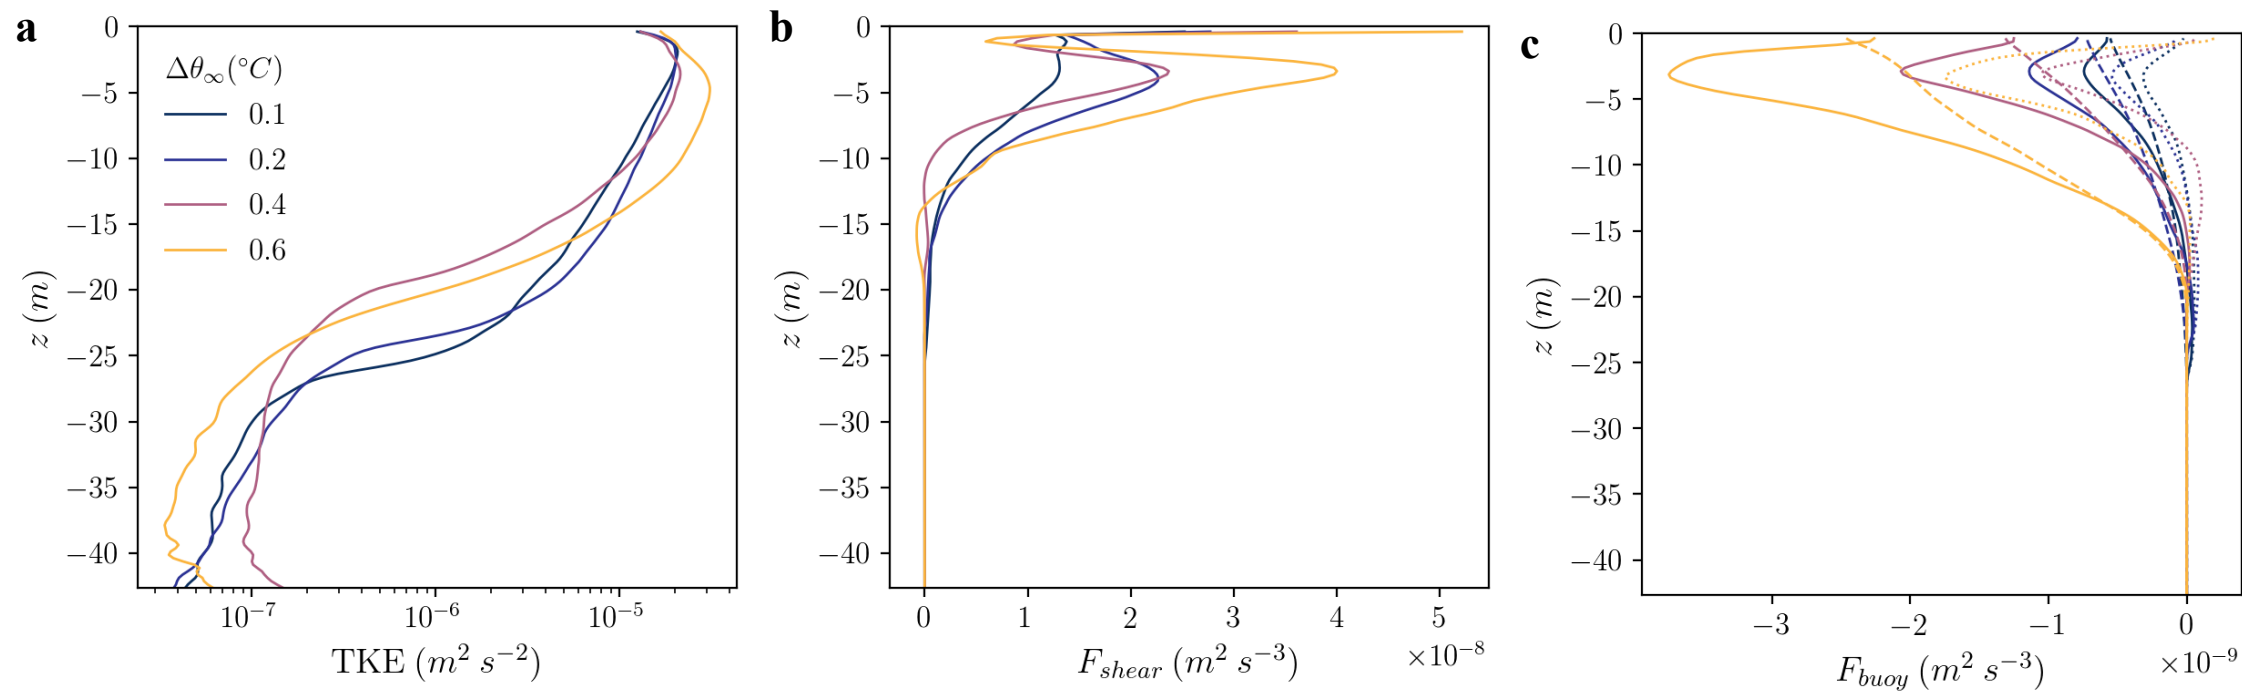 a
0
−5
−10
−15
−20
−25
−30
−35
−40
z (m)
Δθ∞(°C)
0.1
0.2
0.4
0.6
10⁻⁷ 10⁻⁶ 10⁻⁵
TKE (m² s⁻²)
b
0
−5
−10
−15
−20
−25
−30
−35
−40
z (m)
0 1 2 3 4 5
×10⁻⁸
F_shear (m² s⁻³)
c
0
−5
−10
−15
−20
−25
−30
−35
−40
z (m)
−3 −2 −1 0
×10⁻⁹
F_buoy (m² s⁻³)